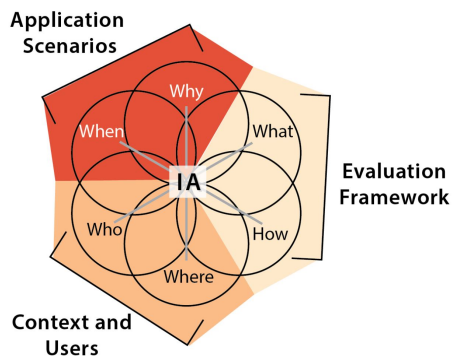 Application
Scenarios
Why
When
What
IA
Evaluation
Framework
Who
How
Where
Context and
Users